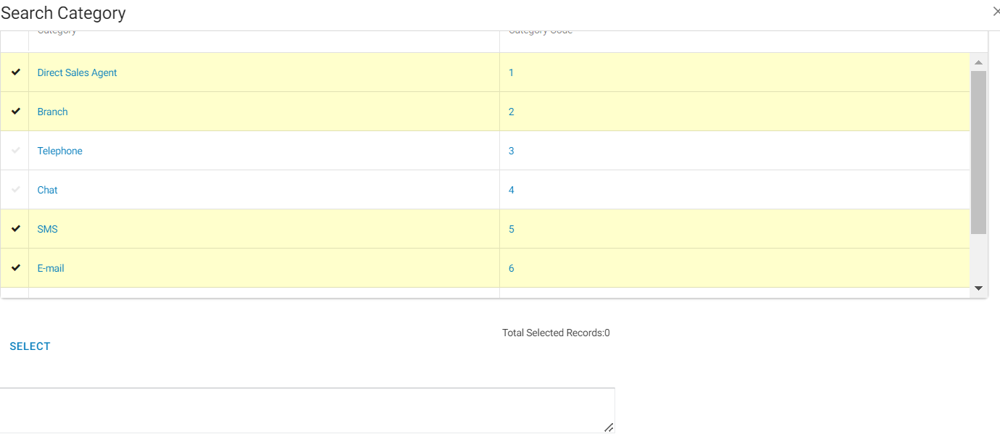 Search Category
Category Category Code
Direct Sales Agent 1
Branch 2
Telephone 3
Chat 4
SMS 5
E-mail 6
Total Selected Records:0
SELECT